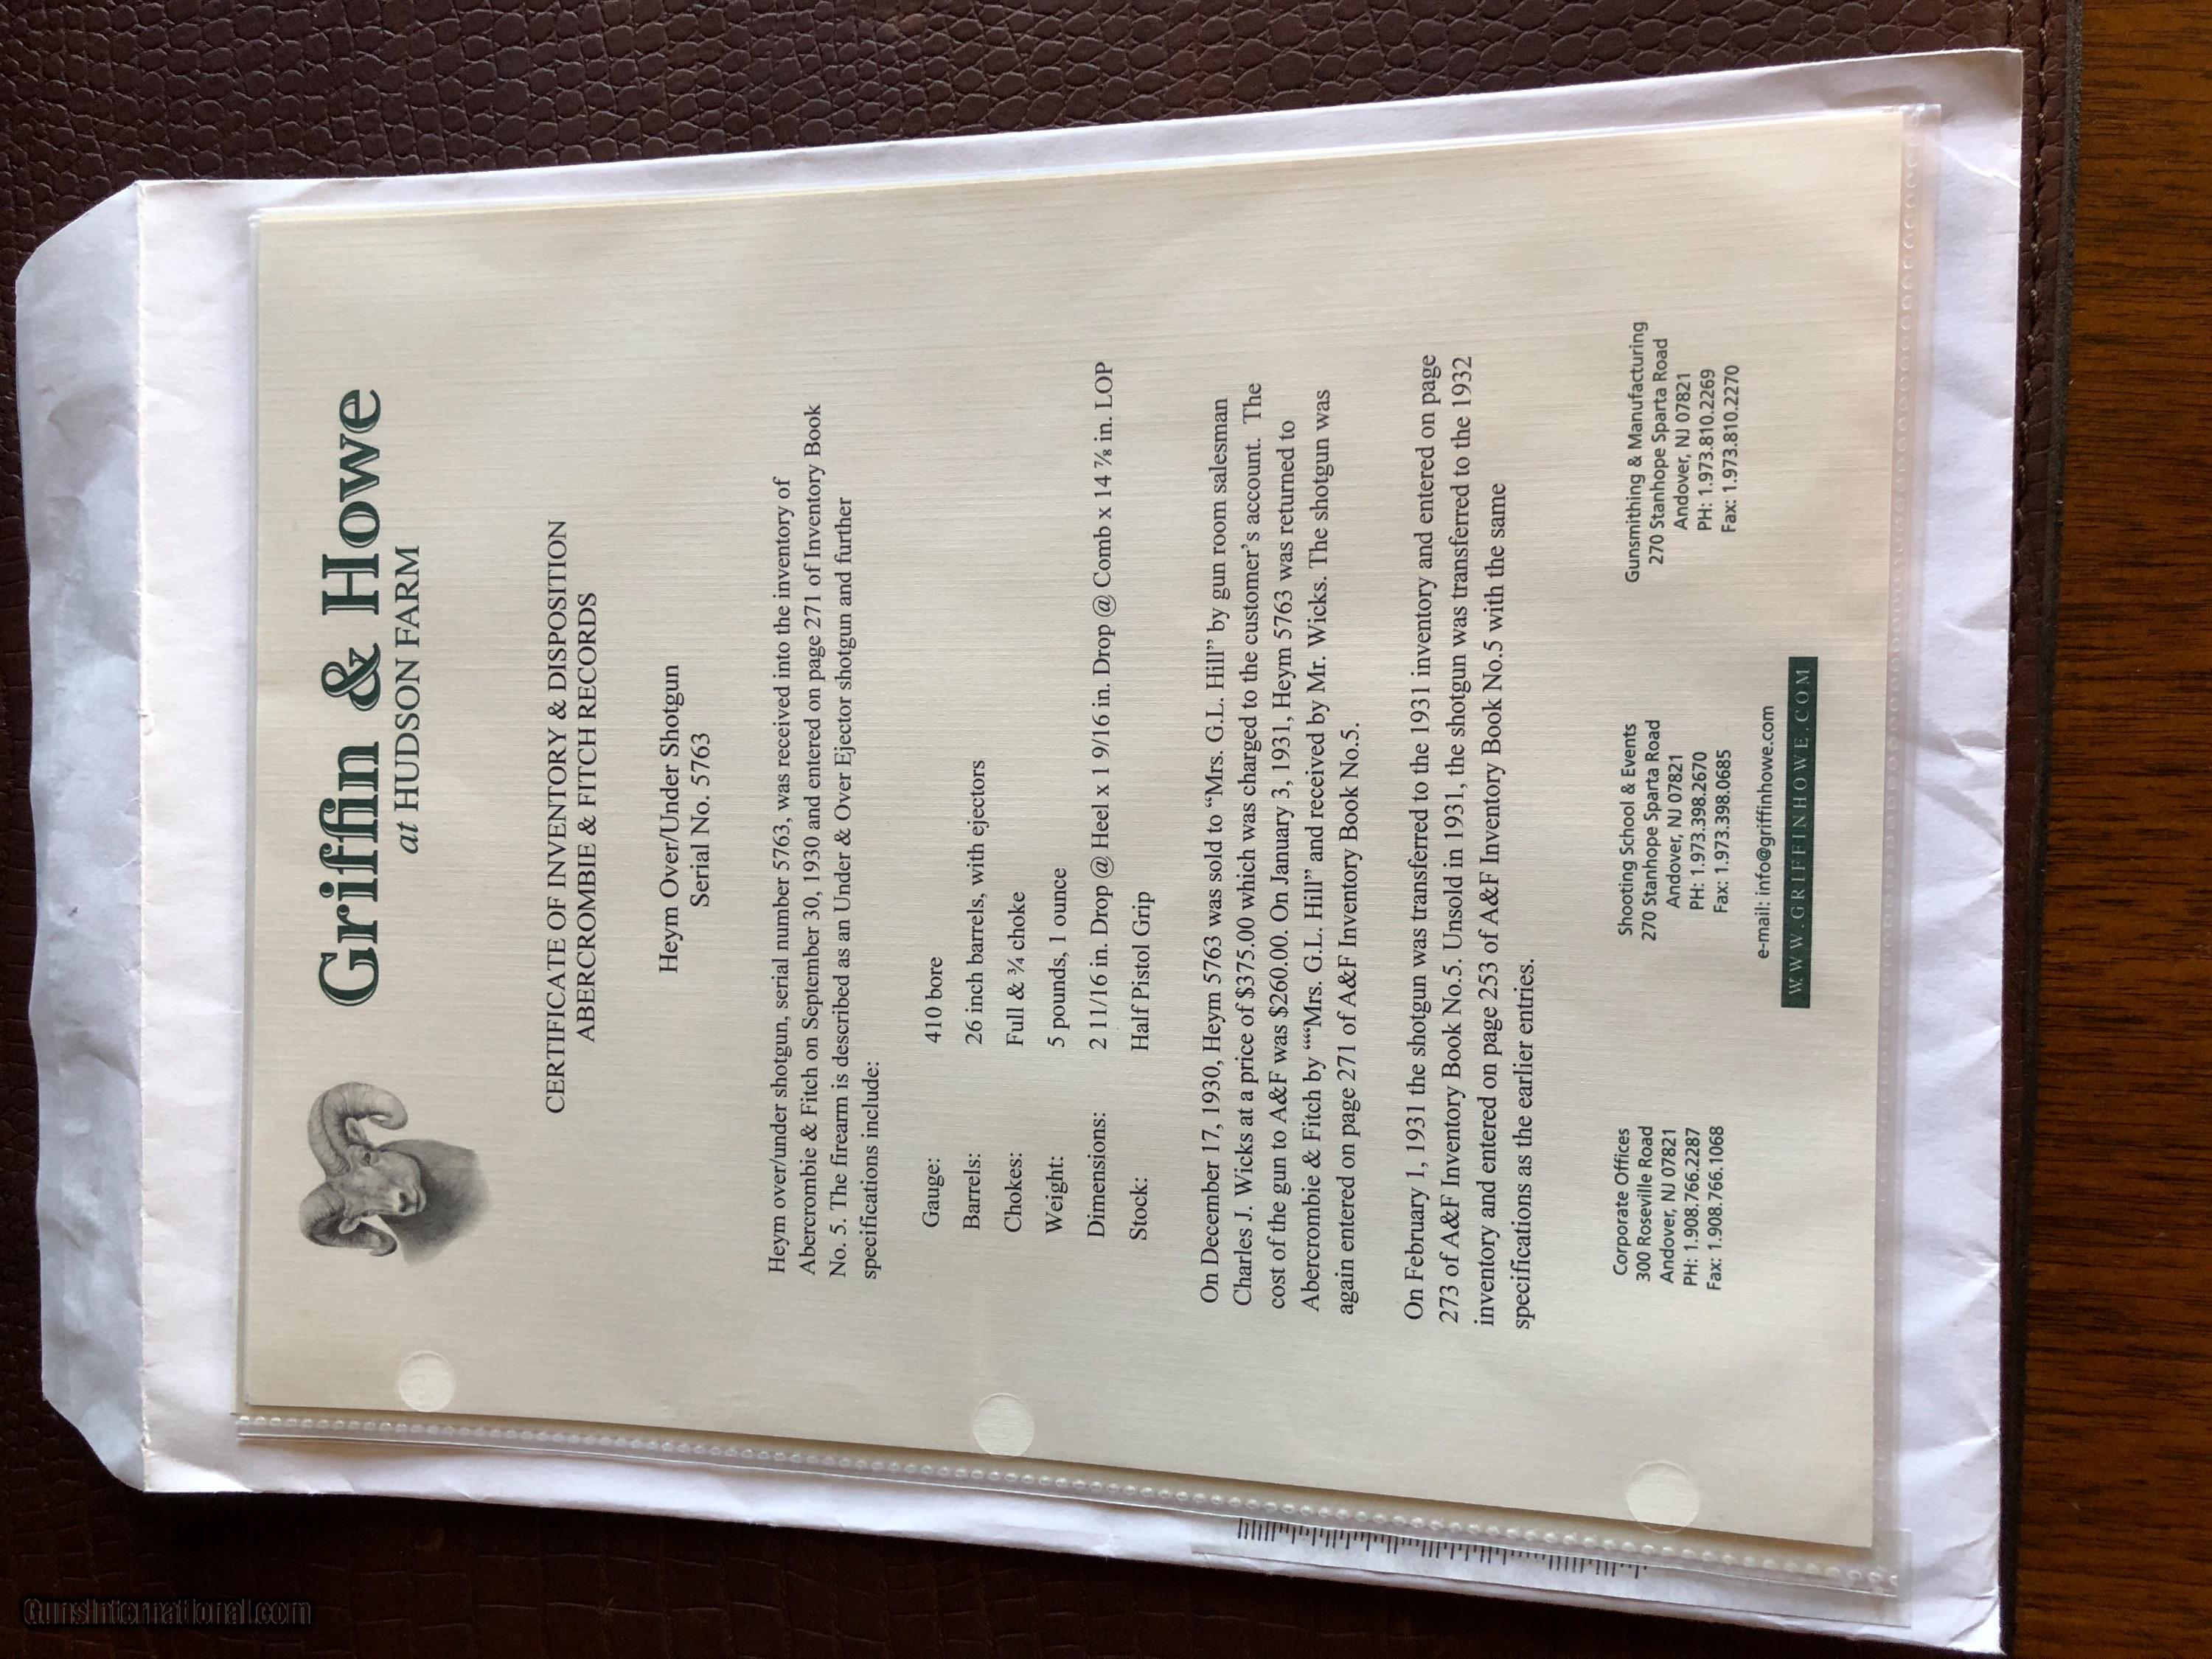 Griffin & Howe
at HUDSON FARM
CERTIFICATE OF INVENTORY & DISPOSITION
ABERCROMBIE & FITCH RECORDS
Heym Over/Under Shotgun
Serial No. 5763
Heym over/under shotgun, serial number 5763, was received into the inventory of
Abercrombie & Fitch on September 30, 1930 and entered on page 271 of Inventory Book
No. 5. The firearm is described as an Under & Over Ejector shotgun and further
specifications include:
Gauge: 410 bore
Barrels: 26 inch barrels, with ejectors
Chokes: Full & ¾ choke
Weight: 5 pounds, 1 ounce
Dimensions: 2 11/16 in. Drop @ Heel x 1 9/16 in. Drop @ Comb x 14 ⅞ in. LOP
Stock: Half Pistol Grip
On December 17, 1930, Heym 5763 was sold to “Mrs. G.L. Hill” by gun room salesman
Charles J. Wicks at a price of $375.00 which was charged to the customer’s account. The
cost of the gun to A&F was $260.00. On January 3, 1931, Heym 5763 was returned to
Abercrombie & Fitch by ““Mrs. G.L. Hill” and received by Mr. Wicks. The shotgun was
again entered on page 271 of A&F Inventory Book No.5.
On February 1, 1931 the shotgun was transferred to the 1931 inventory and entered on page
273 of A&F Inventory Book No.5. Unsold in 1931, the shotgun was transferred to the 1932
inventory and entered on page 253 of A&F Inventory Book No.5 with the same
specifications as the earlier entries.
Corporate Offices
300 Roseville Road
Andover, NJ 07821
PH: 1.908.766.2287
Fax: 1.908.766.1068
Shooting School & Events
270 Stanhope Sparta Road
Andover, NJ 07821
PH: 1.973.398.2670
Fax: 1.973.398.0685
Gunsmithing & Manufacturing
270 Stanhope Sparta Road
Andover, NJ 07821
PH: 1.973.810.2269
Fax: 1.973.810.2270
e-mail: info@griffinhowe.com
WWW.GRIFFINHOWE.COM
GunsInternational.com